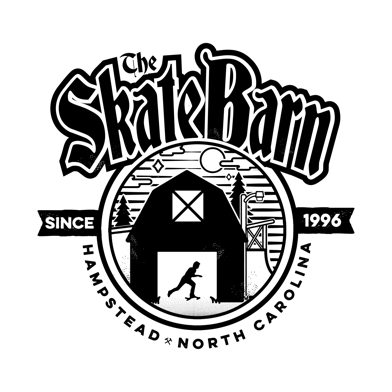 The
SkateBarn
SINCE 1996
HAMPSTEAD NORTH CAROLINA